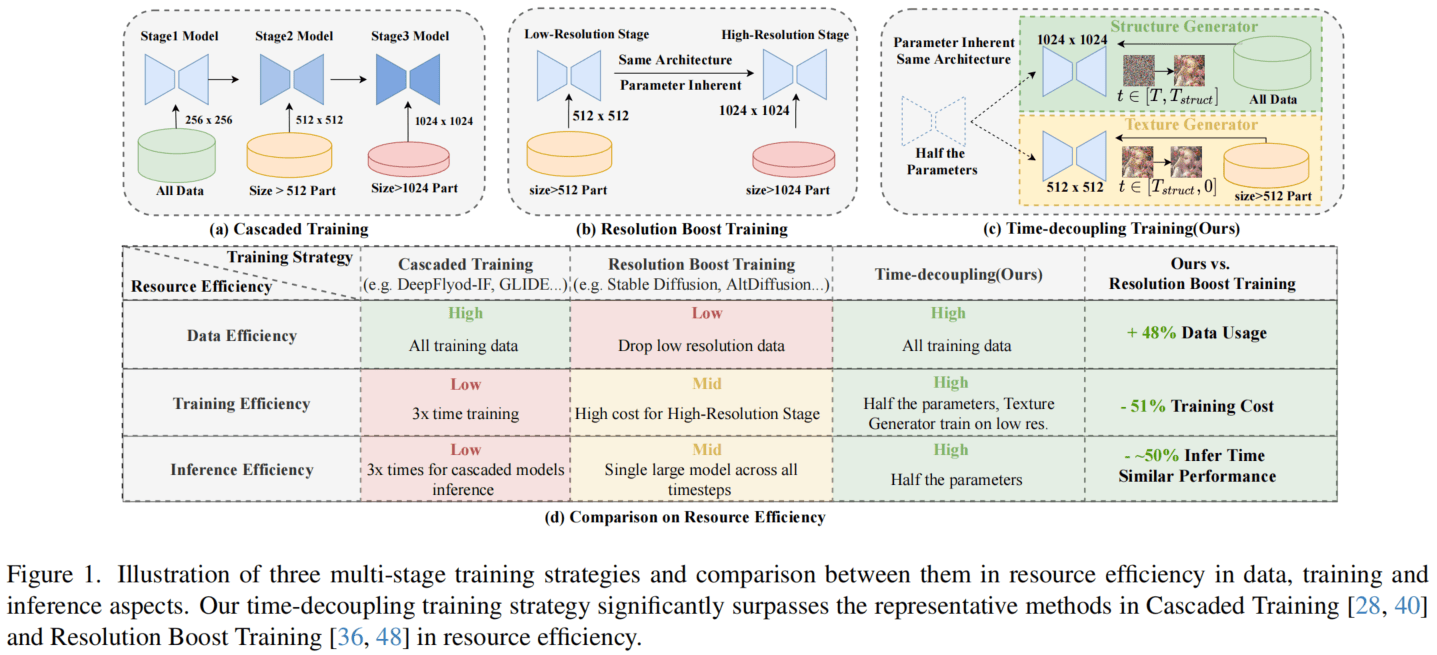 Stage1 Model
Stage2 Model
Stage3 Model
256 x 256
512 x 512
1024 x 1024
All Data
Size > 512 Part
Size>1024 Part
(a) Cascaded Training
Low-Resolution Stage
High-Resolution Stage
Same Architecture
Parameter Inherent
512 x 512
1024 x 1024
size>512 Part
size>1024 Part
(b) Resolution Boost Training
Parameter Inherent
Same Architecture
Half the
Parameters
Structure Generator
1024 x 1024
t ∈ [T, T_struct]
All Data
Texture Generator
512 x 512
t ∈ [T_struct, 0]
size>512 Part
(c) Time-decoupling Training(Ours)
Training Strategy
Resource Efficiency
Cascaded Training
(e.g. DeepFlyod-IF, GLIDE...)
Resolution Boost Training
(e.g. Stable Diffusion, AltDiffusion...)
Time-decoupling(Ours)
Ours vs.
Resolution Boost Training
Data Efficiency
High
All training data
Low
Drop low resolution data
High
All training data
+ 48% Data Usage
Training Efficiency
Low
3x time training
Mid
High cost for High-Resolution Stage
High
Half the parameters, Texture
Generator train on low res.
- 51% Training Cost
Inference Efficiency
Low
3x times for cascaded models
inference
Mid
Single large model across all
timesteps
High
Half the parameters
- ~50% Infer Time
Similar Performance
(d) Comparison on Resource Efficiency
Figure 1. Illustration of three multi-stage training strategies and comparison between them in resource efficiency in data, training and
inference aspects. Our time-decoupling training strategy significantly surpasses the representative methods in Cascaded Training [28, 40]
and Resolution Boost Training [36, 48] in resource efficiency.